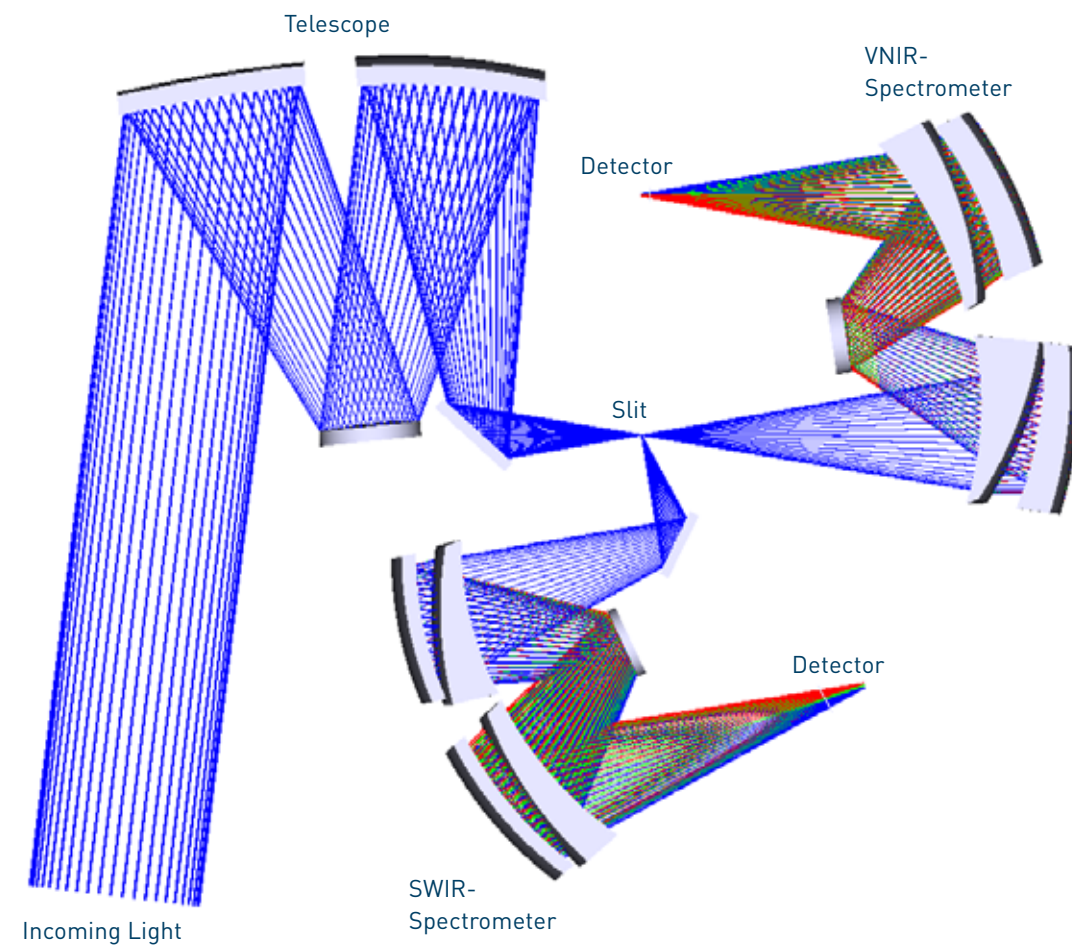 Telescope
VNIR-
Spectrometer
Detector
Slit
Detector
SWIR-
Spectrometer
Incoming Light